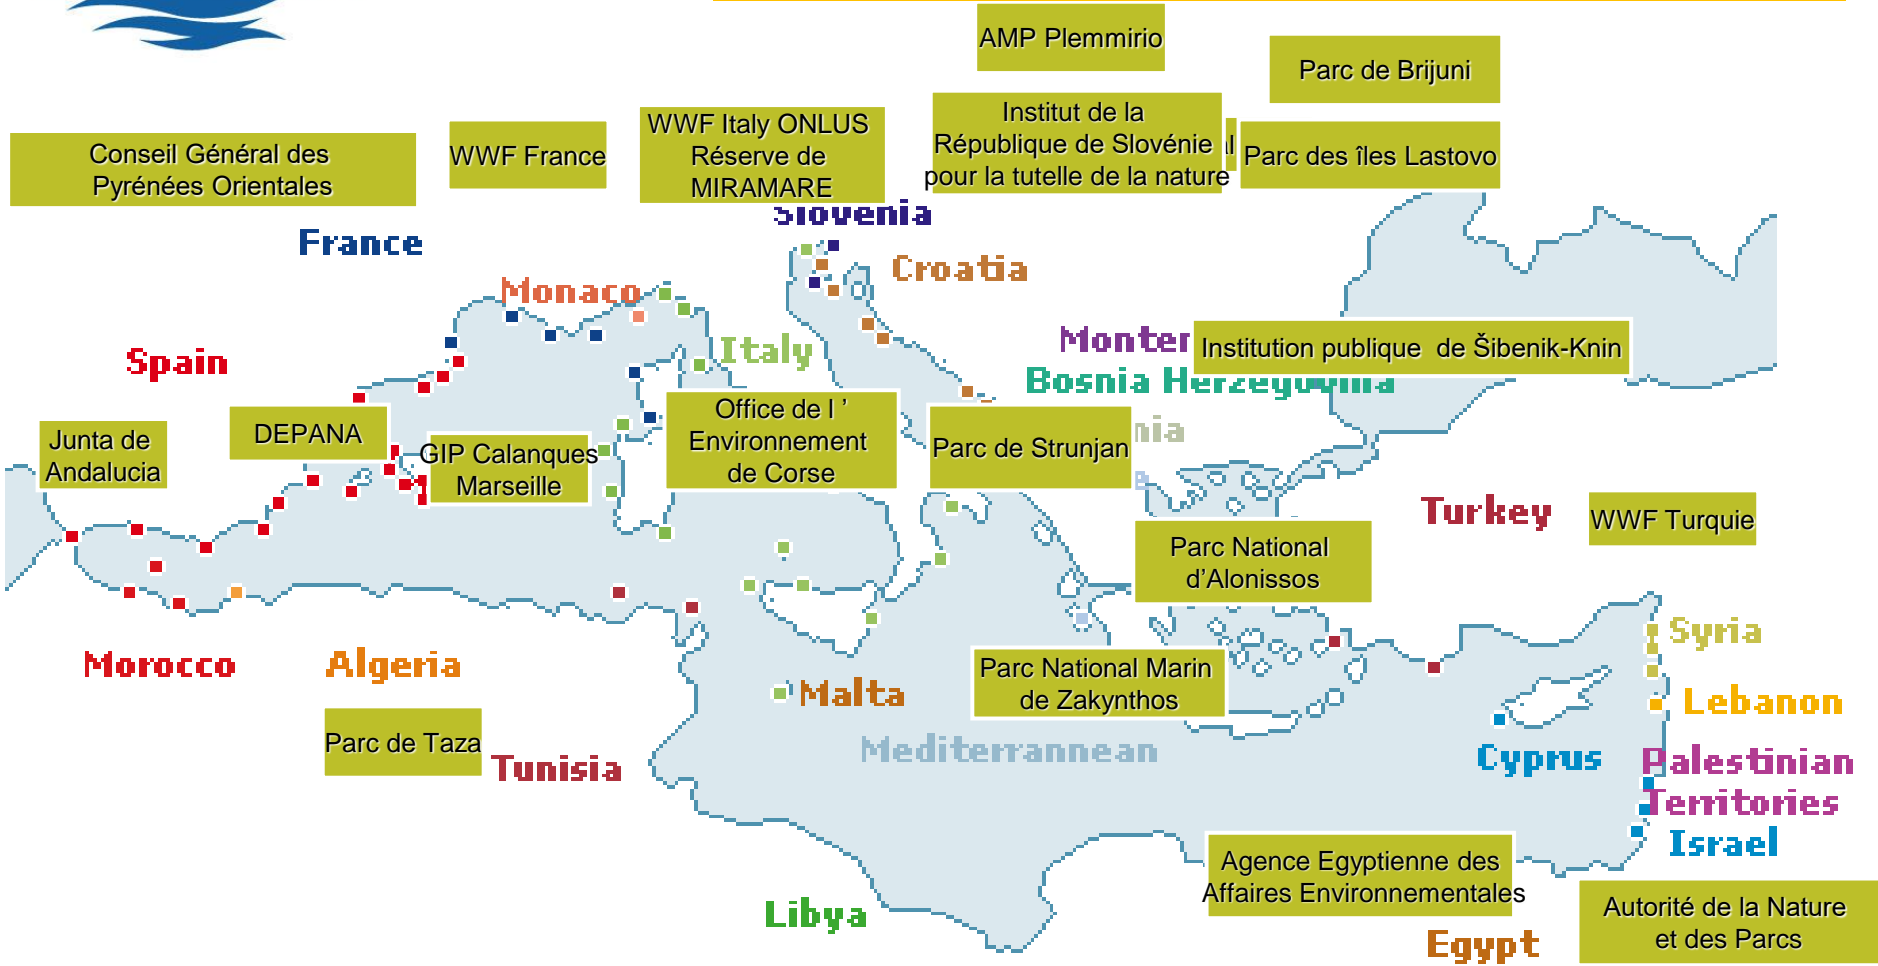 AMP Plemmirio
Parc de Brijuni
Institut de la
République de Slovénie
pour la tutelle de la nature
WWF Italy ONLUS
Réserve de
MIRAMARE
Conseil Général des
Pyrénées Orientales
WWF France
Parc des îles Lastovo
Slovenia
France
Croatia
Monaco
Italy
Spain
Institution publique de Šibenik-Knin
Bosnia Herzegovina
Junta de
Andalucia
DEPANA
GIP Calanques
Marseille
Office de l ’
Environnement
de Corse
Parc de Strunjan
Turkey
WWF Turquie
Parc National
d’Alonissos
Syria
Morocco
Algeria
Malta
Parc National Marin
de Zakynthos
Lebanon
Parc de Taza
Tunisia
Mediterrannean
Cyprus
Palestinian
Territories
Israel
Agence Egyptienne des
Affaires Environnementales
Libya
Egypt
Autorité de la Nature
et des Parcs